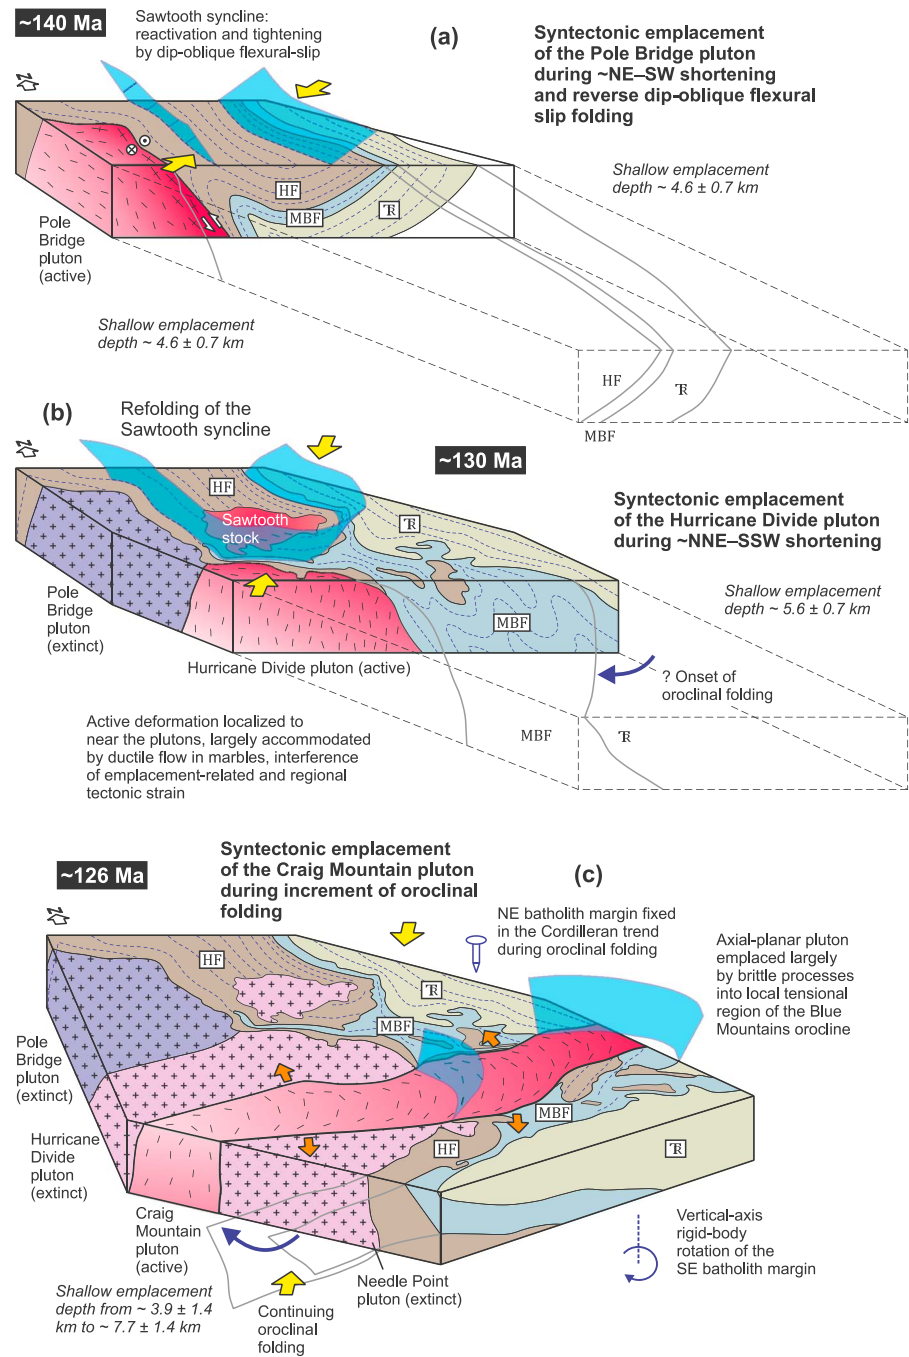 ~140 Ma
Sawtooth syncline:
reactivation and tightening
by dip-oblique flexural-slip
(a)
Syntectonic emplacement
of the Pole Bridge pluton
during ~NE–SW shortening
and reverse dip-oblique flexural
slip folding
N
Shallow emplacement
depth ~ 4.6 ± 0.7 km
HF
MBF
TR
Pole
Bridge
pluton
(active)
Shallow emplacement
depth ~ 4.6 ± 0.7 km
HF
TR
MBF
(b)
Refolding of the
Sawtooth syncline
~130 Ma
N
HF
TR
Sawtooth
stock
Syntectonic emplacement
of the Hurricane Divide pluton
during ~NNE–SSW shortening
Shallow emplacement
depth ~ 5.6 ± 0.7 km
Pole
Bridge
pluton
(extinct)
MBF
Hurricane Divide pluton (active)
? Onset of
oroclinal folding
Active deformation localized to
near the plutons, largely accommodated
by ductile flow in marbles, interference
of emplacement-related and regional
tectonic strain
MBF
TR
~126 Ma
Syntectonic emplacement
of the Craig Mountain pluton
during increment of oroclinal
folding
(c)
NE batholith margin fixed
in the Cordilleran trend
during oroclinal folding
Axial-planar pluton
emplaced largely
by brittle processes
into local tensional
region of the Blue
Mountains orocline
N
HF
TR
MBF
Pole
Bridge
pluton
(extinct)
MBF
Hurricane
Divide
pluton
(extinct)
HF
TR
Craig
Mountain
pluton
(active)
Vertical-axis
rigid-body
rotation of the
SE batholith margin
Shallow emplacement
depth from ~ 3.9 ± 1.4
km to ~ 7.7 ± 1.4 km
Needle Point
pluton (extinct)
Continuing
oroclinal
folding